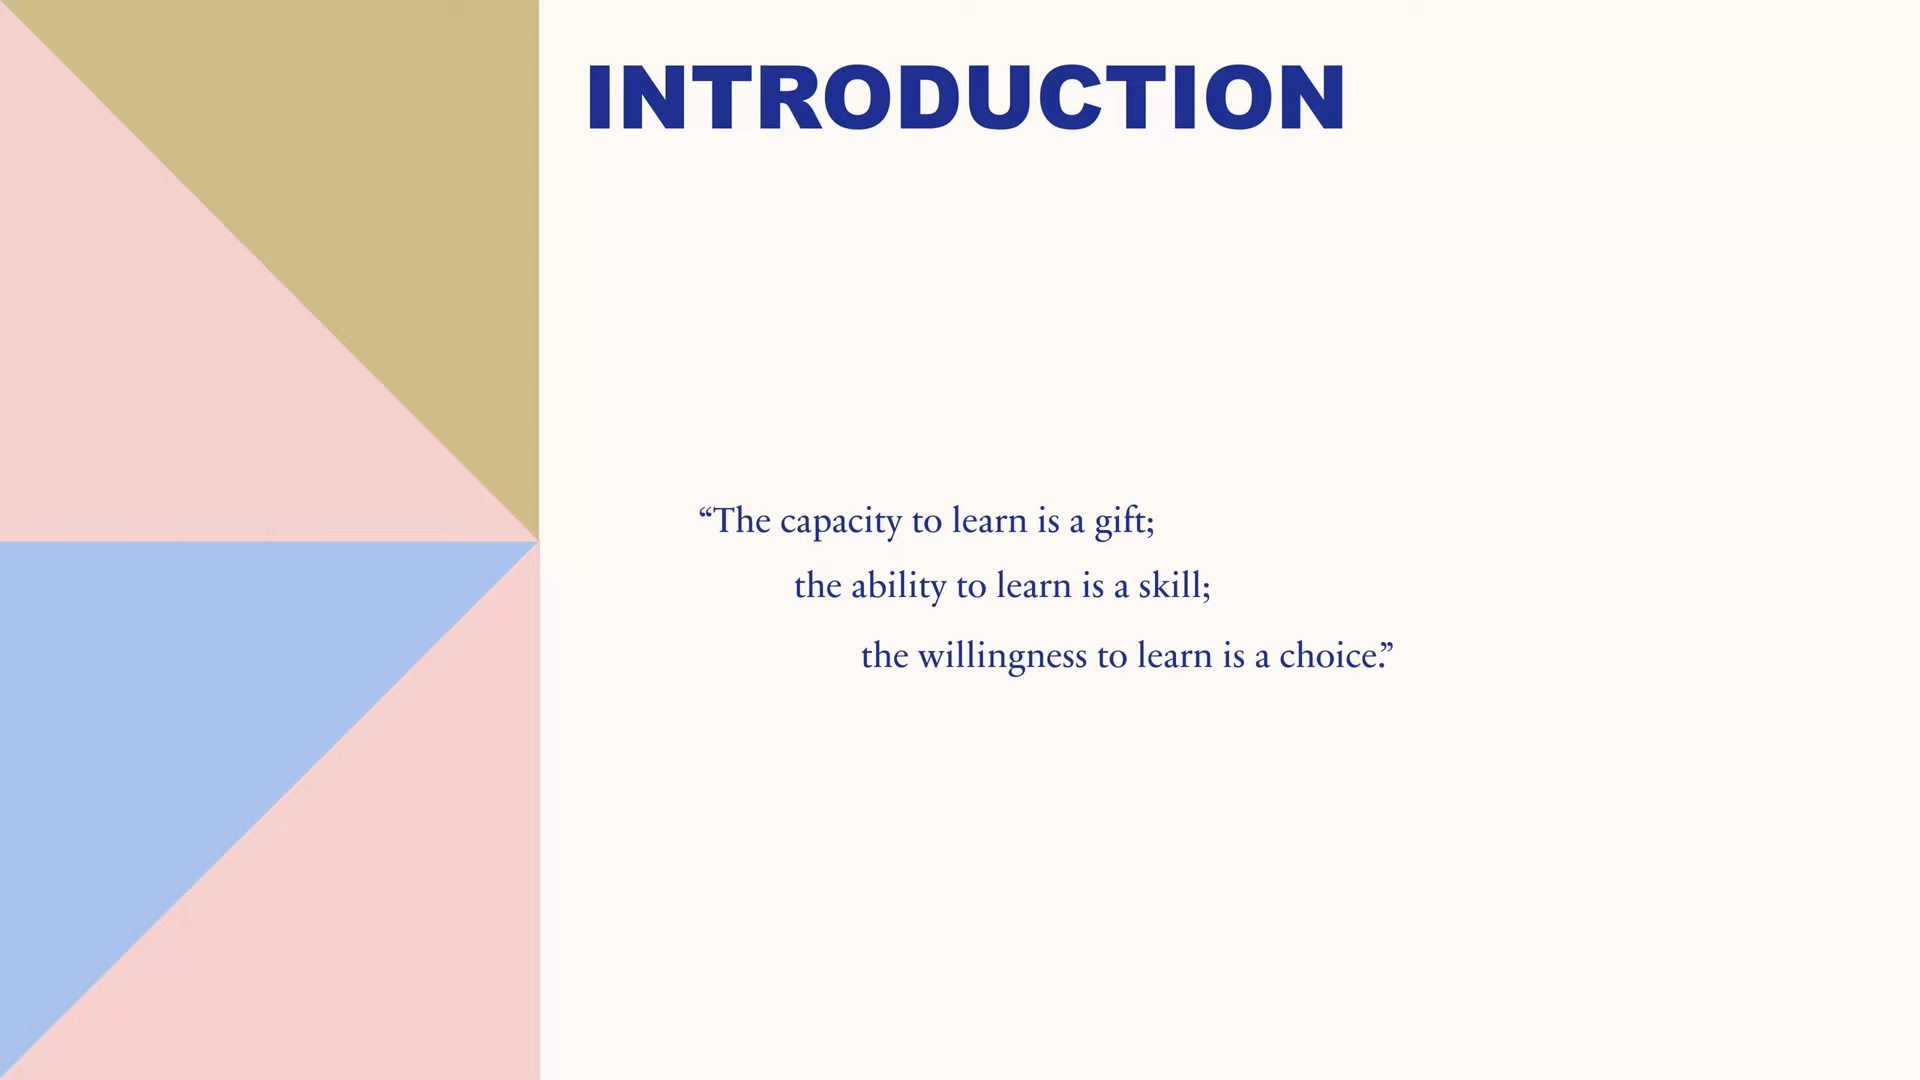 INTRODUCTION
“The capacity to learn is a gift;
the ability to learn is a skill;
the willingness to learn is a choice.”